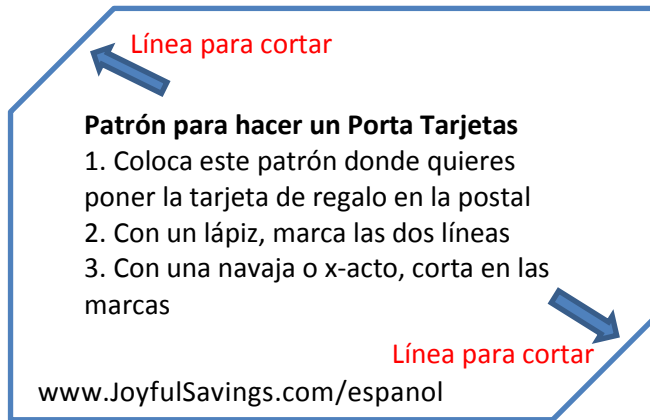 Línea para cortar
Patrón para hacer un Porta Tarjetas
1. Coloca este patrón donde quieres
poner la tarjeta de regalo en la postal
2. Con un lápiz, marca las dos líneas
3. Con una navaja o x-acto, corta en las
marcas
Línea para cortar
www.JoyfulSavings.com/espanol